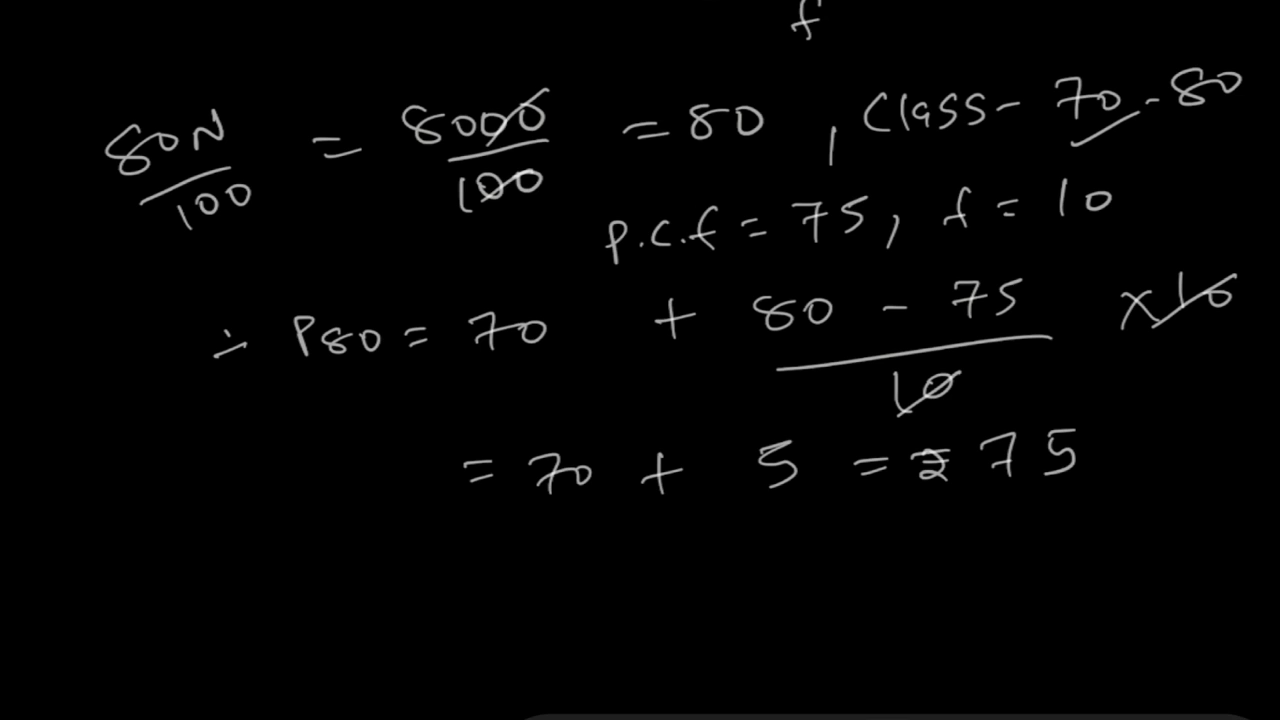 f
80N/100 = 8000/100 = 80, Class - 70 - 80
p.c.f = 75, f = 10
∴ P80 = 70 + 80 - 75/10 × 10
= 70 + 5 = ₹ 75